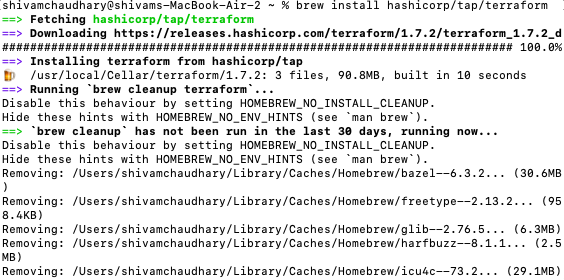 [shivamchaudhary@shivams-MacBook-Air-2 ~ % brew install hashicorp/tap/terraform
==> Fetching hashicorp/tap/terraform
==> Downloading https://releases.hashicorp.com/terraform/1.7.2/terraform_1.7.2_d
######################################################################## 100.0%
==> Installing terraform from hashicorp/tap
🍺  /usr/local/Cellar/terraform/1.7.2: 3 files, 90.8MB, built in 10 seconds
==> Running `brew cleanup terraform`...
Disable this behaviour by setting HOMEBREW_NO_INSTALL_CLEANUP.
Hide these hints with HOMEBREW_NO_ENV_HINTS (see `man brew`).
==> `brew cleanup` has not been run in the last 30 days, running now...
Disable this behaviour by setting HOMEBREW_NO_INSTALL_CLEANUP.
Hide these hints with HOMEBREW_NO_ENV_HINTS (see `man brew`).
Removing: /Users/shivamchaudhary/Library/Caches/Homebrew/bazel--6.3.2... (30.6MB
)
Removing: /Users/shivamchaudhary/Library/Caches/Homebrew/freetype--2.13.2... (95
8.4KB)
Removing: /Users/shivamchaudhary/Library/Caches/Homebrew/glib--2.76.5... (6.3MB)
Removing: /Users/shivamchaudhary/Library/Caches/Homebrew/harfbuzz--8.1.1... (2.5
MB)
Removing: /Users/shivamchaudhary/Library/Caches/Homebrew/icu4c--73.2... (29.1MB)